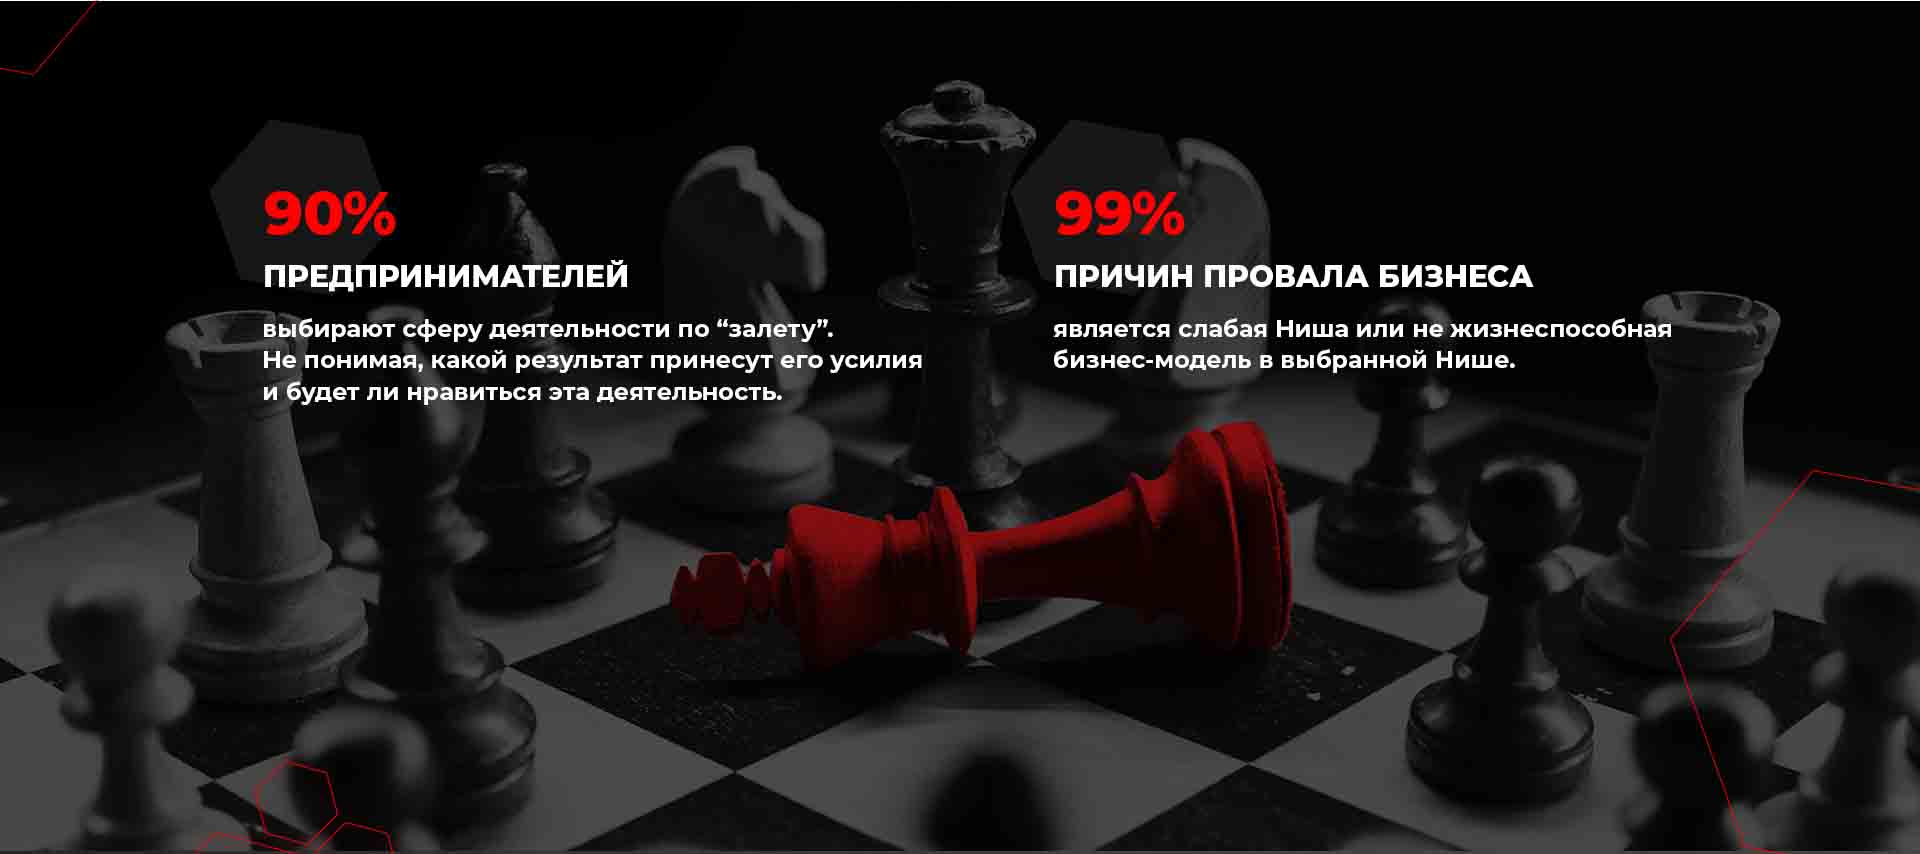 90%
ПРЕДПРИНИМАТЕЛЕЙ
выбирают сферу деятельности по “залету”.
Не понимая, какой результат принесут его усилия
и будет ли нравиться эта деятельность.
99%
ПРИЧИН ПРОВАЛА БИЗНЕСА
является слабая Ниша или не жизнеспособная
бизнес-модель в выбранной Нише.